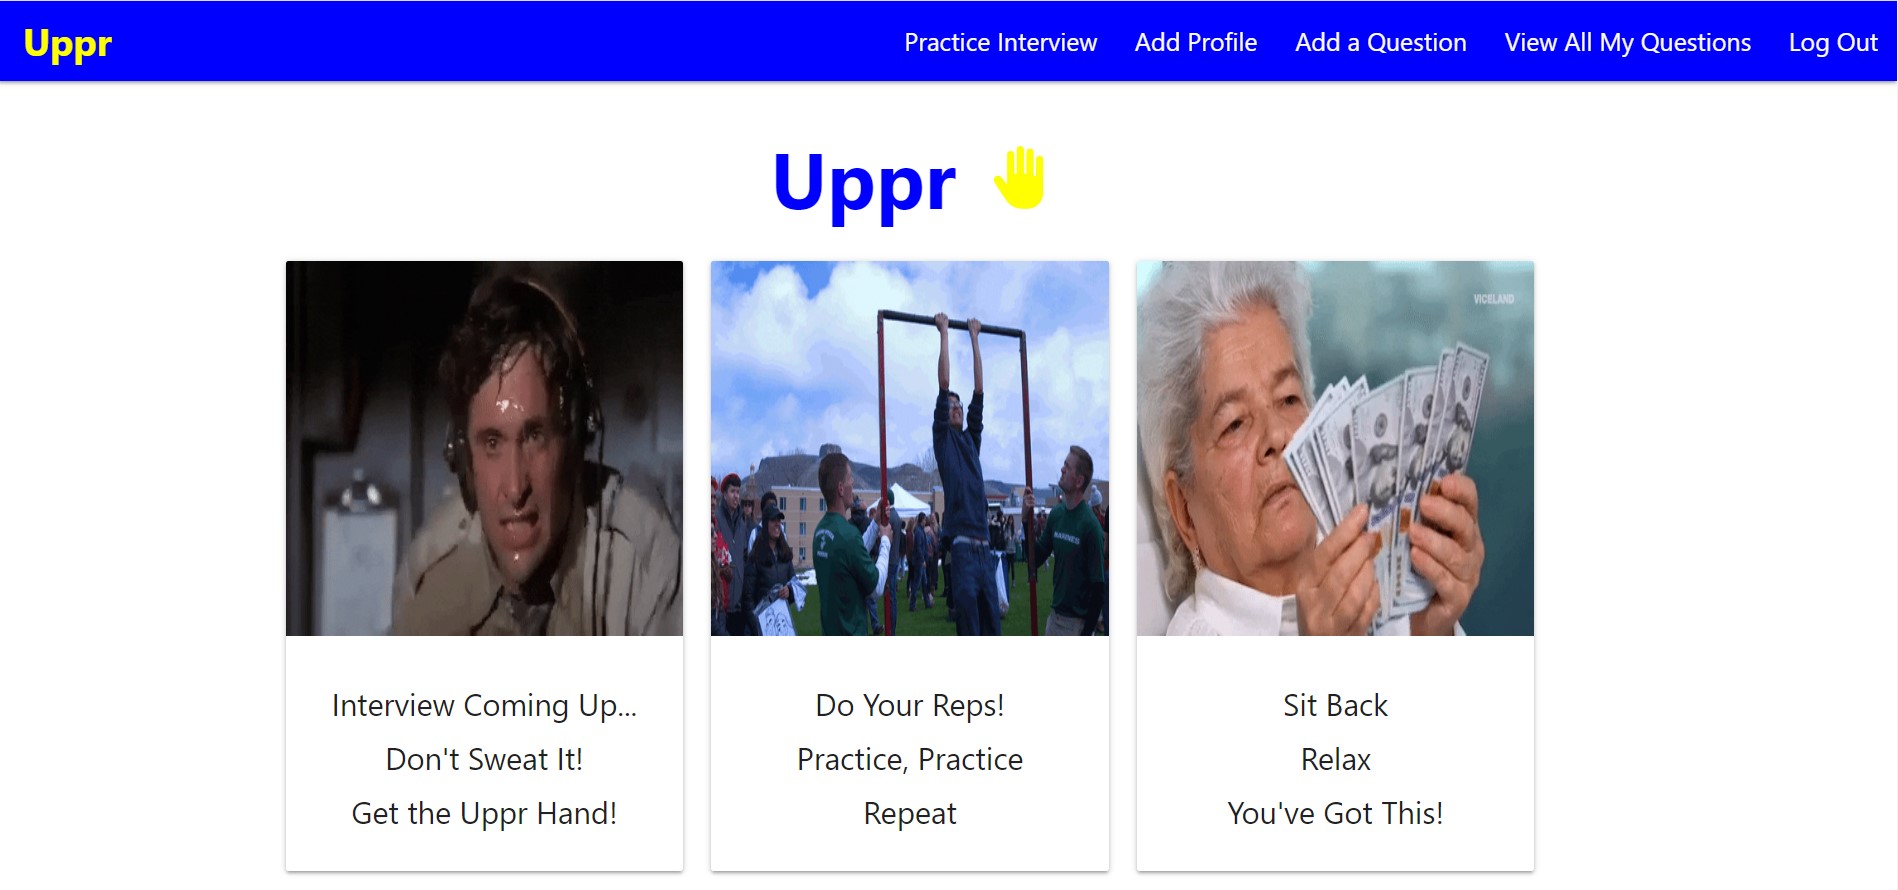 Uppr
Practice Interview
Add Profile
Add a Question
View All My Questions
Log Out
Uppr
VICELAND
MARINES
Interview Coming Up...
Don't Sweat It!
Get the Uppr Hand!
Do Your Reps!
Practice, Practice
Repeat
Sit Back
Relax
You've Got This!